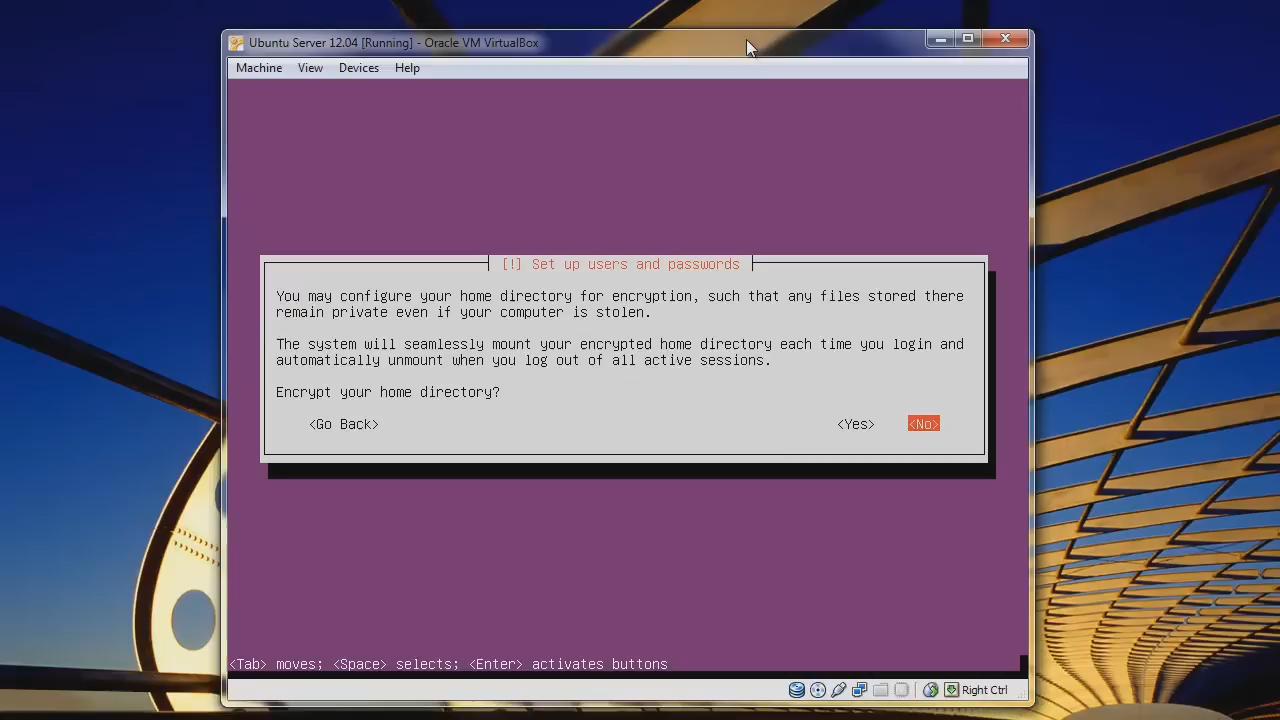 Ubuntu Server 12.04 [Running] - Oracle VM VirtualBox
Machine View Devices Help
[!] Set up users and passwords
You may configure your home directory for encryption, such that any files stored there
remain private even if your computer is stolen.
The system will seamlessly mount your encrypted home directory each time you login and
automatically unmount when you log out of all active sessions.
Encrypt your home directory?
<Go Back> <Yes> <No>
<Tab> moves; <Space> selects; <Enter> activates buttons
Right Ctrl